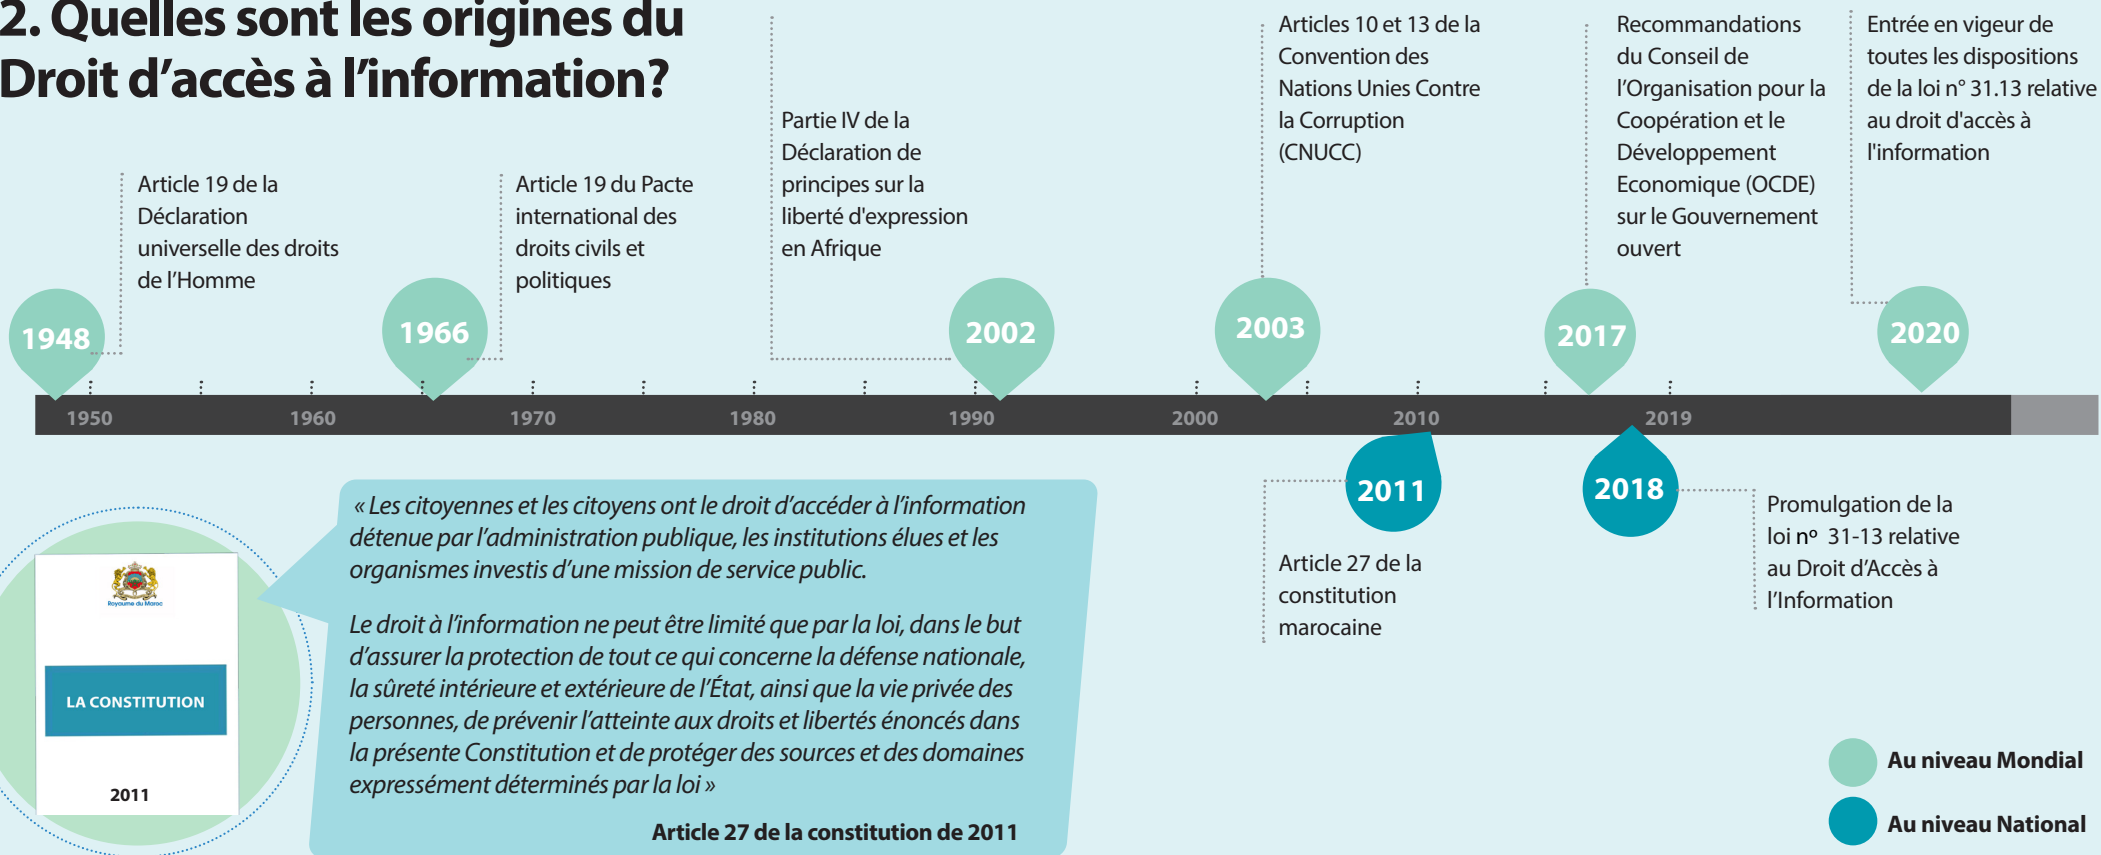 2. Quelles sont les origines du
Droit d'accès à l'information?
Article 19 de la
Déclaration
universelle des droits
de l'Homme
Article 19 du Pacte
international des
droits civils et
politiques
Partie IV de la
Déclaration de
principes sur la
liberté d'expression
en Afrique
Articles 10 et 13 de la
Convention des
Nations Unies Contre
la Corruption
(CNUCC)
Recommandations
du Conseil de
l'Organisation pour la
Coopération et le
Développement
Economique (OCDE)
sur le Gouvernement
ouvert
Entrée en vigeur de
toutes les dispositions
de la loi n° 31.13 relative
au droit d'accès à
l'information
1948
1966
2002
2003
2017
2020
1950
1960
1970
1980
1990
2000
2010
2019
2011
2018
Article 27 de la
constitution
marocaine
Promulgation de la
loi nº 31-13 relative
au Droit d'Accès à
l'Information
Royaume du Maroc
LA CONSTITUTION
2011
« Les citoyennes et les citoyens ont le droit d'accéder à l'information
détenue par l'administration publique, les institutions élues et les
organismes investis d'une mission de service public.
Le droit à l'information ne peut être limité que par la loi, dans le but
d'assurer la protection de tout ce qui concerne la défense nationale,
la sûreté intérieure et extérieure de l'État, ainsi que la vie privée des
personnes, de prévenir l'atteinte aux droits et libertés énoncés dans
la présente Constitution et de protéger des sources et des domaines
expressément déterminés par la loi »
Article 27 de la constitution de 2011
Au niveau Mondial
Au niveau National